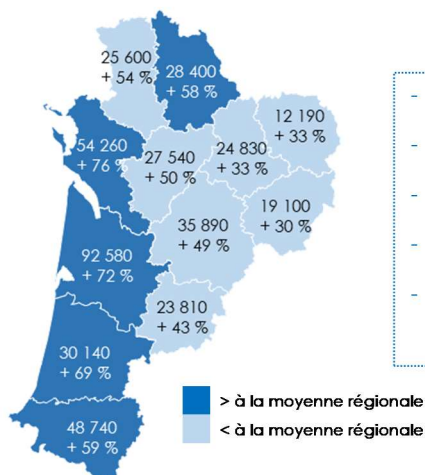 25 600
+ 54 %
28 400
+ 58 %
54 260
+ 76 %
27 540
+ 50 %
24 830
+ 33 %
12 190
+ 33 %
19 100
+ 30 %
35 890
+ 49 %
92 580
+ 72 %
23 810
+ 43 %
30 140
+ 69 %
48 740
+ 59 %
> à la moyenne régionale
< à la moyenne régionale
-
-
-
-
-